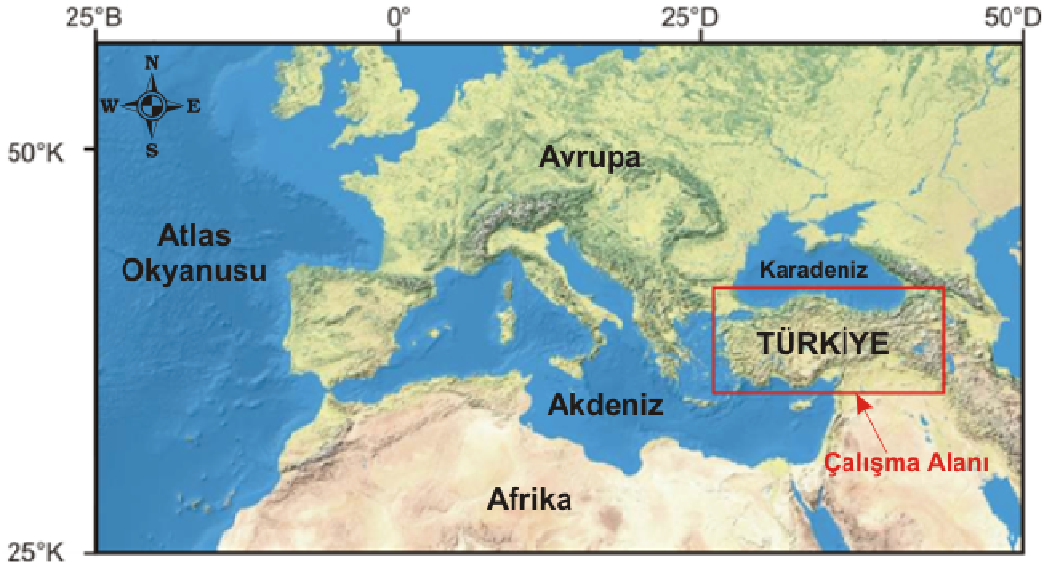 25°B 0° 25°D 50°D
N
W E
S
50°K
Avrupa
Atlas
Okyanusu
Karadeniz
TÜRKİYE
Akdeniz
Çalışma Alanı
Afrika
25°K